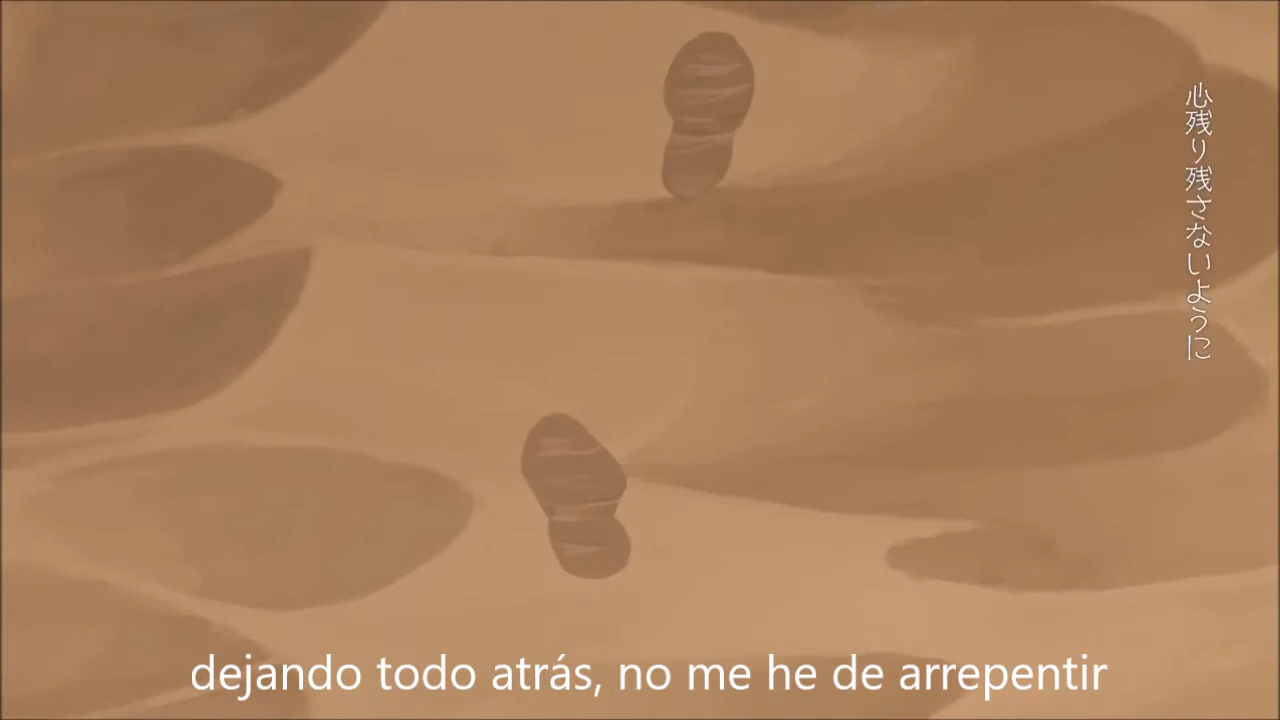 心残り残さないように
dejando todo atrás, no me he de arrepentir